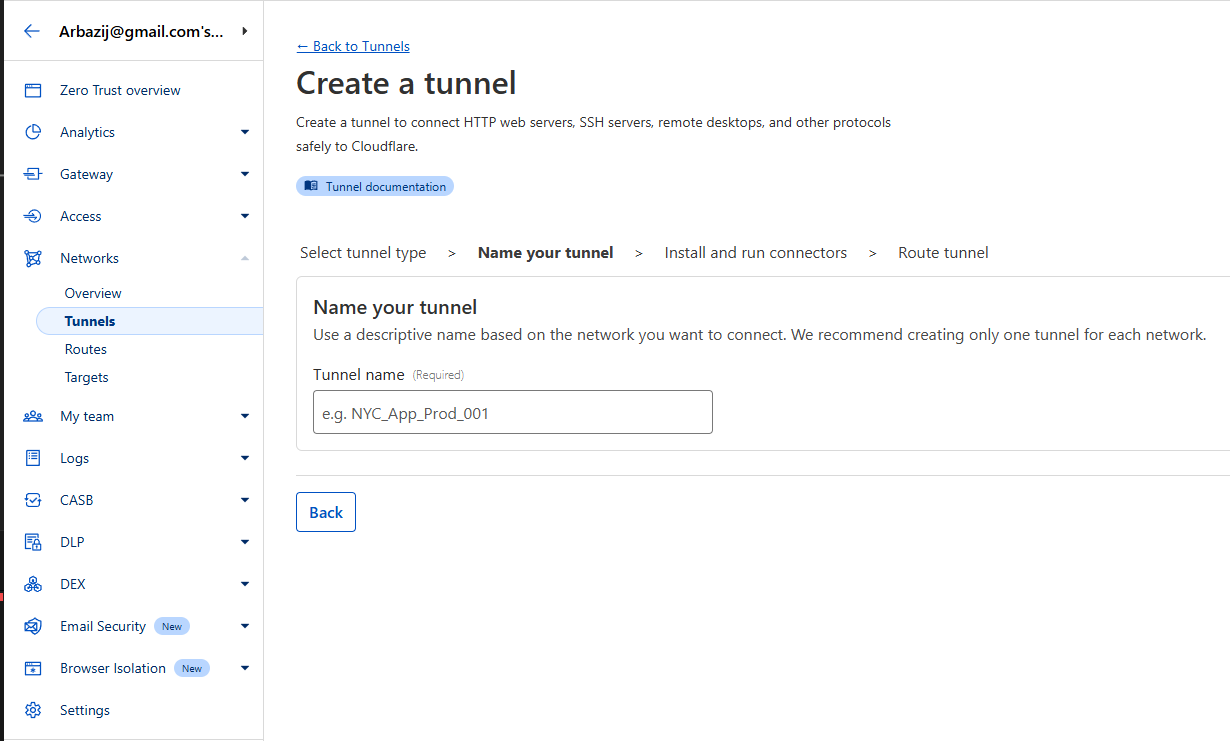 Arbazij@gmail.com's...
Zero Trust overview
Analytics
Gateway
Access
Networks
Overview
Tunnels
Routes
Targets
My team
Logs
CASB
DLP
DEX
Email Security New
Browser Isolation New
Settings
← Back to Tunnels
Create a tunnel
Create a tunnel to connect HTTP web servers, SSH servers, remote desktops, and other protocols
safely to Cloudflare.
Tunnel documentation
Select tunnel type > Name your tunnel > Install and run connectors > Route tunnel
Name your tunnel
Use a descriptive name based on the network you want to connect. We recommend creating only one tunnel for each network.
Tunnel name (Required)
e.g. NYC_App_Prod_001
Back